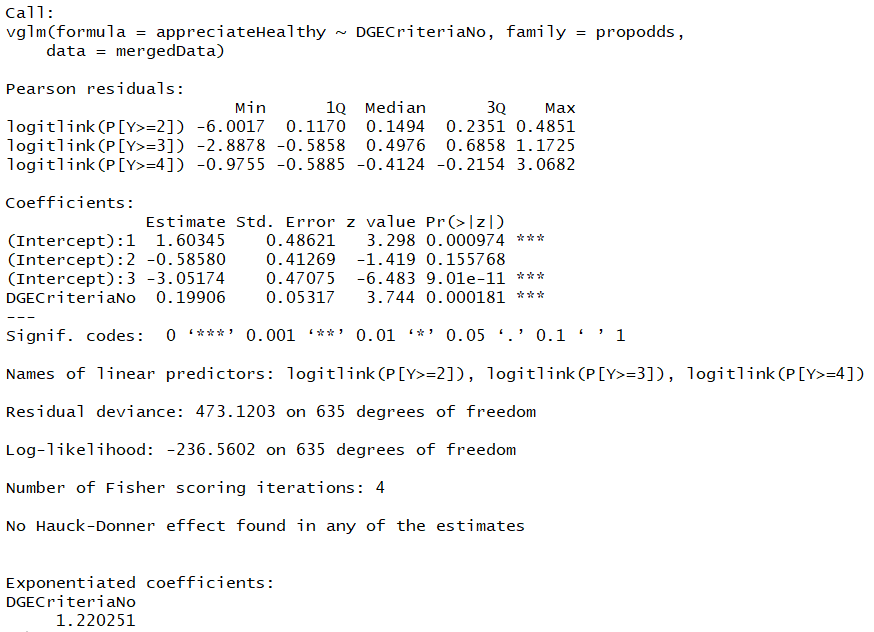 Call:
vglm(formula = appreciateHealthy ~ DGECriteriaNo, family = propodds,
    data = mergedData)

Pearson residuals:
                       Min      1Q  Median      3Q    Max
logitlink(P[Y>=2]) -6.0017  0.1170  0.1494  0.2351 0.4851
logitlink(P[Y>=3]) -2.8878 -0.5858  0.4976  0.6858 1.1725
logitlink(P[Y>=4]) -0.9755 -0.5885 -0.4124 -0.2154 3.0682

Coefficients:
              Estimate Std. Error z value Pr(>|z|)
(Intercept):1  1.60345    0.48621   3.298 0.000974 ***
(Intercept):2 -0.58580    0.41269  -1.419 0.155768
(Intercept):3 -3.05174    0.47075  -6.483 9.01e-11 ***
DGECriteriaNo  0.19906    0.05317   3.744 0.000181 ***
---
Signif. codes:  0 ‘***’ 0.001 ‘**’ 0.01 ‘*’ 0.05 ‘.’ 0.1 ‘ ’ 1

Names of linear predictors: logitlink(P[Y>=2]), logitlink(P[Y>=3]), logitlink(P[Y>=4])

Residual deviance: 473.1203 on 635 degrees of freedom

Log-likelihood: -236.5602 on 635 degrees of freedom

Number of Fisher scoring iterations: 4

No Hauck-Donner effect found in any of the estimates


Exponentiated coefficients:
DGECriteriaNo
     1.220251